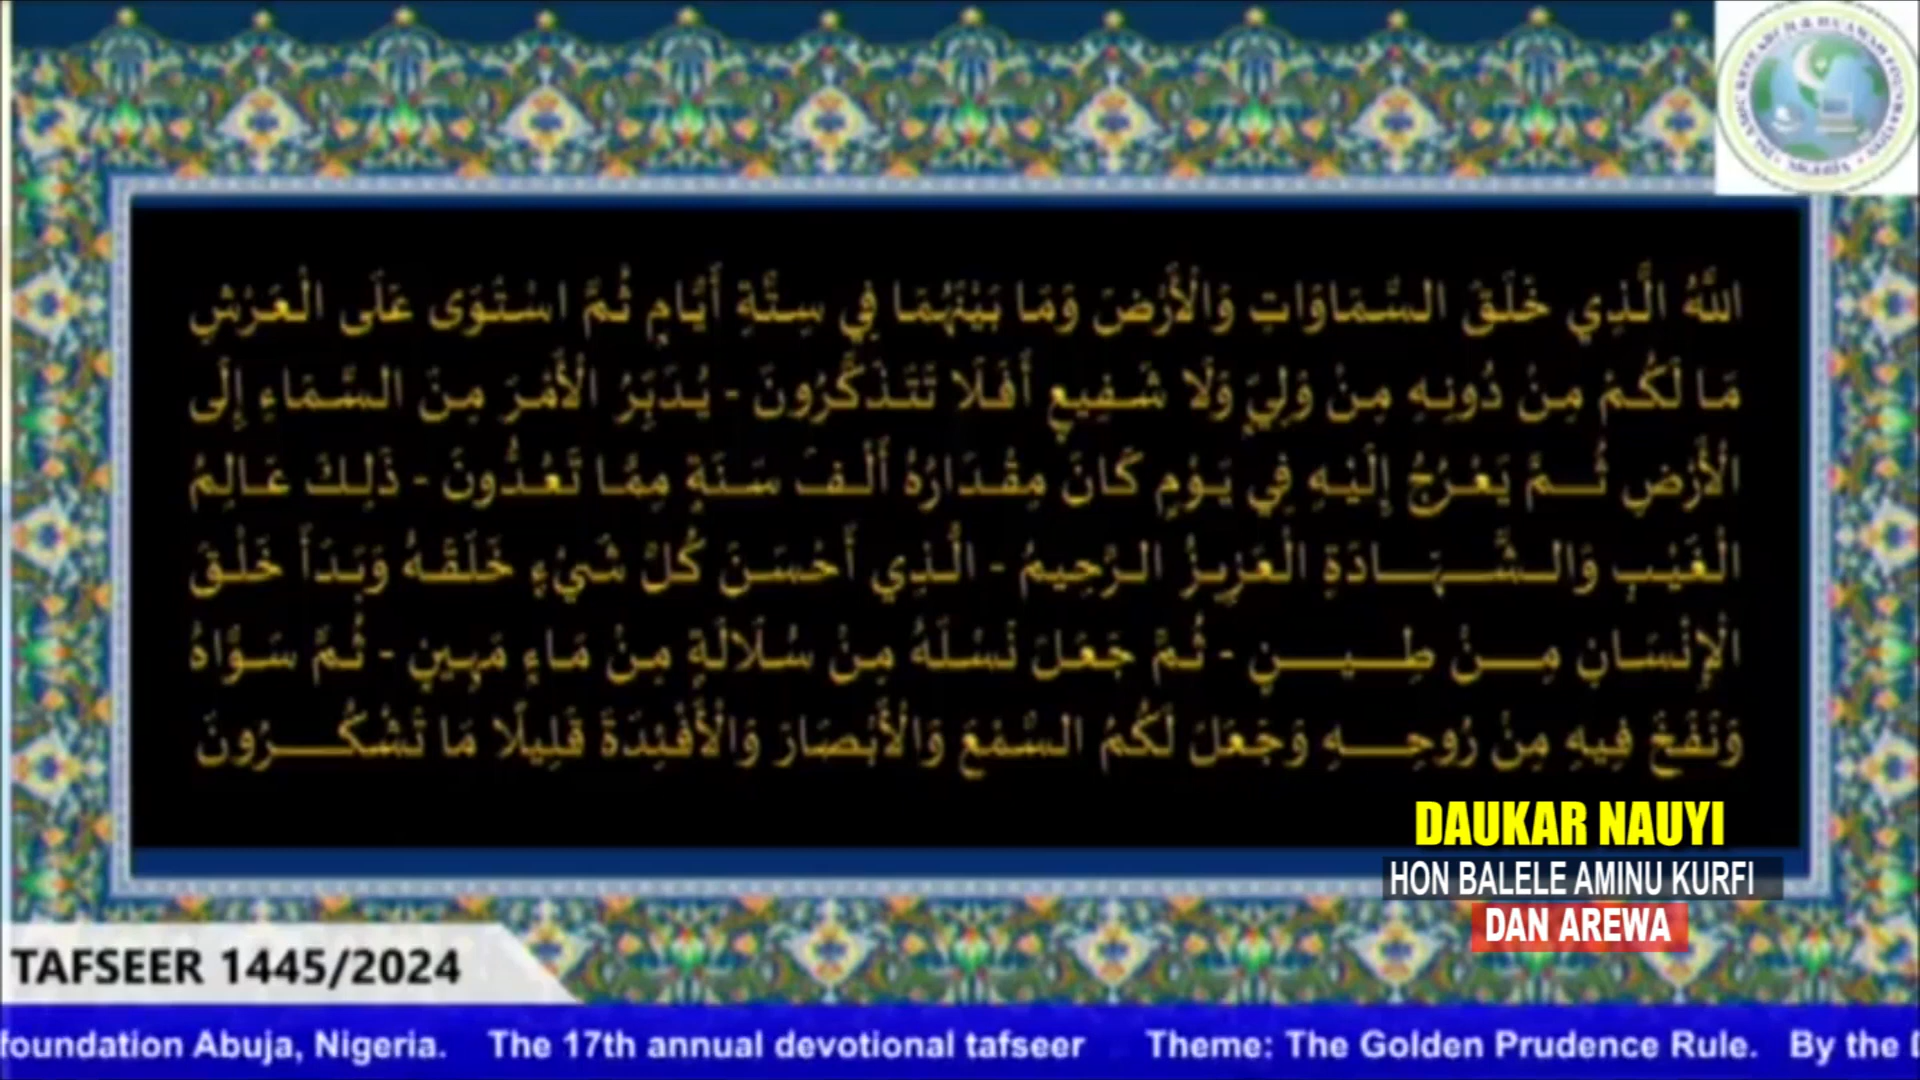 اللَّهُ الَّذِي خَلَقَ السَّمَاوَاتِ وَالْأَرْضَ وَمَا بَيْنَهُمَا فِي سِتَّةِ أَيَّامٍ ثُمَّ اسْتَوَى عَلَى الْعَرْشِ
مَا لَكُمْ مِنْ دُونِهِ مِنْ وَلِيٍّ وَلَا شَفِيعٍ أَفَلَا تَتَذَكَّرُونَ - يُدَبِّرُ الْأَمْرَ مِنَ السَّمَاءِ إِلَى
الْأَرْضِ ثُمَّ يَعْرُجُ إِلَيْهِ فِي يَوْمٍ كَانَ مِقْدَارُهُ أَلْفَ سَنَةٍ مِمَّا تَعُدُّونَ - ذَلِكَ عَالِمُ
الْغَيْبِ وَالشَّهَادَةِ الْعَزِيزُ الرَّحِيمُ - الَّذِي أَحْسَنَ كُلَّ شَيْءٍ خَلَقَهُ وَبَدَأَ خَلْقَ
الْإِنْسَانِ مِنْ طِينٍ - ثُمَّ جَعَلَ نَسْلَهُ مِنْ سُلَالَةٍ مِنْ مَاءٍ مَهِينٍ - ثُمَّ سَوَّاهُ
وَنَفَخَ فِيهِ مِنْ رُوحِهِ وَجَعَلَ لَكُمُ السَّمْعَ وَالْأَبْصَارَ وَالْأَفْئِدَةَ قَلِيلًا مَا تَشْكُرُونَ
DAUKAR NAUYI
HON BALELE AMINU KURFI
DAN AREWA
TAFSEER 1445/2024
foundation Abuja, Nigeria. The 17th annual devotional tafseer Theme: The Golden Prudence Rule. By the